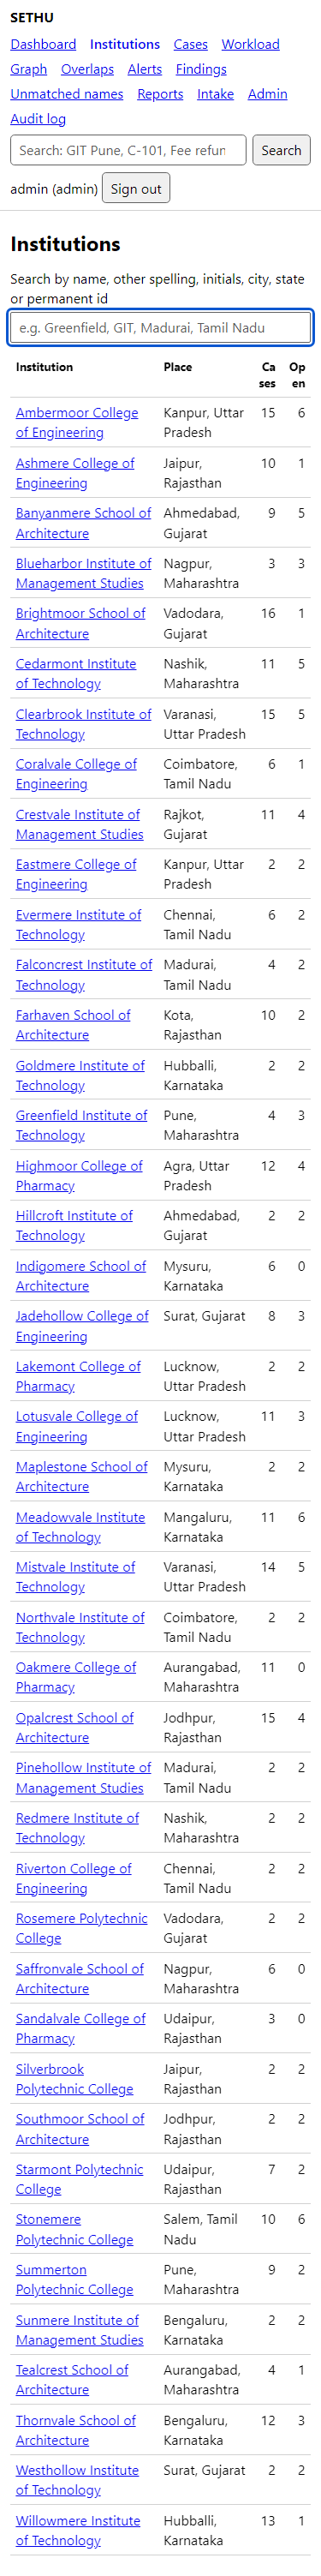 SETHU
Dashboard Institutions Cases Workload
Graph Overlaps Alerts Findings
Unmatched names Reports Intake Admin
Audit log
Search: GIT Pune, C-101, Fee refun Search
admin (admin) Sign out
Institutions
Search by name, other spelling, initials, city, state
or permanent id
e.g. Greenfield, GIT, Madurai, Tamil Nadu
Institution Place Ca Op
ses en
Ambermoor College Kanpur, Uttar 15 6
of Engineering Pradesh
Ashmere College of Jaipur, 10 1
Engineering Rajasthan
Banyanmere School of Ahmedabad, 9 5
Architecture Gujarat
Blueharbor Institute of Nagpur, 3 3
Management Studies Maharashtra
Brightmoor School of Vadodara, 16 1
Architecture Gujarat
Cedarmont Institute Nashik, 11 5
of Technology Maharashtra
Clearbrook Institute Varanasi, 15 5
of Technology Uttar Pradesh
Coralvale College of Coimbatore, 6 1
Engineering Tamil Nadu
Crestvale Institute of Rajkot, 11 4
Management Studies Gujarat
Eastmere College of Kanpur, Uttar 2 2
Engineering Pradesh
Evermere Institute of Chennai, 6 2
Technology Tamil Nadu
Falconcrest Institute of Madurai, 4 2
Technology Tamil Nadu
Farhaven School of Kota, 10 2
Architecture Rajasthan
Goldmere Institute of Hubballi, 2 2
Technology Karnataka
Greenfield Institute of Pune, 4 3
Technology Maharashtra
Highmoor College of Agra, Uttar 12 4
Pharmacy Pradesh
Hillcroft Institute of Ahmedabad, 2 2
Technology Gujarat
Indigomere School of Mysuru, 6 0
Architecture Karnataka
Jadehollow College of Surat, Gujarat 8 3
Engineering
Lakemont College of Lucknow, 2 2
Pharmacy Uttar Pradesh
Lotusvale College of Lucknow, 11 3
Engineering Uttar Pradesh
Maplestone School of Mysuru, 2 2
Architecture Karnataka
Meadowvale Institute Mangaluru, 11 6
of Technology Karnataka
Mistvale Institute of Varanasi, 14 5
Technology Uttar Pradesh
Northvale Institute of Coimbatore, 2 2
Technology Tamil Nadu
Oakmere College of Aurangabad, 11 0
Pharmacy Maharashtra
Opalcrest School of Jodhpur, 15 4
Architecture Rajasthan
Pinehollow Institute of Madurai, 2 2
Management Studies Tamil Nadu
Redmere Institute of Nashik, 2 2
Technology Maharashtra
Riverton College of Chennai, 2 2
Engineering Tamil Nadu
Rosemere Polytechnic Vadodara, 2 2
College Gujarat
Saffronvale School of Nagpur, 6 0
Architecture Maharashtra
Sandalvale College of Udaipur, 3 0
Pharmacy Rajasthan
Silverbrook Jaipur, 2 2
Polytechnic College Rajasthan
Southmoor School of Jodhpur, 2 2
Architecture Rajasthan
Starmont Polytechnic Udaipur, 7 2
College Rajasthan
Stonemere Salem, Tamil 10 6
Polytechnic College Nadu
Summerton Pune, 9 2
Polytechnic College Maharashtra
Sunmere Institute of Bengaluru, 2 2
Management Studies Karnataka
Tealcrest School of Aurangabad, 4 1
Architecture Maharashtra
Thornvale School of Bengaluru, 12 3
Architecture Karnataka
Westhollow Institute Surat, Gujarat 2 2
of Technology
Willowmere Institute Hubballi, 13 1
of Technology Karnataka